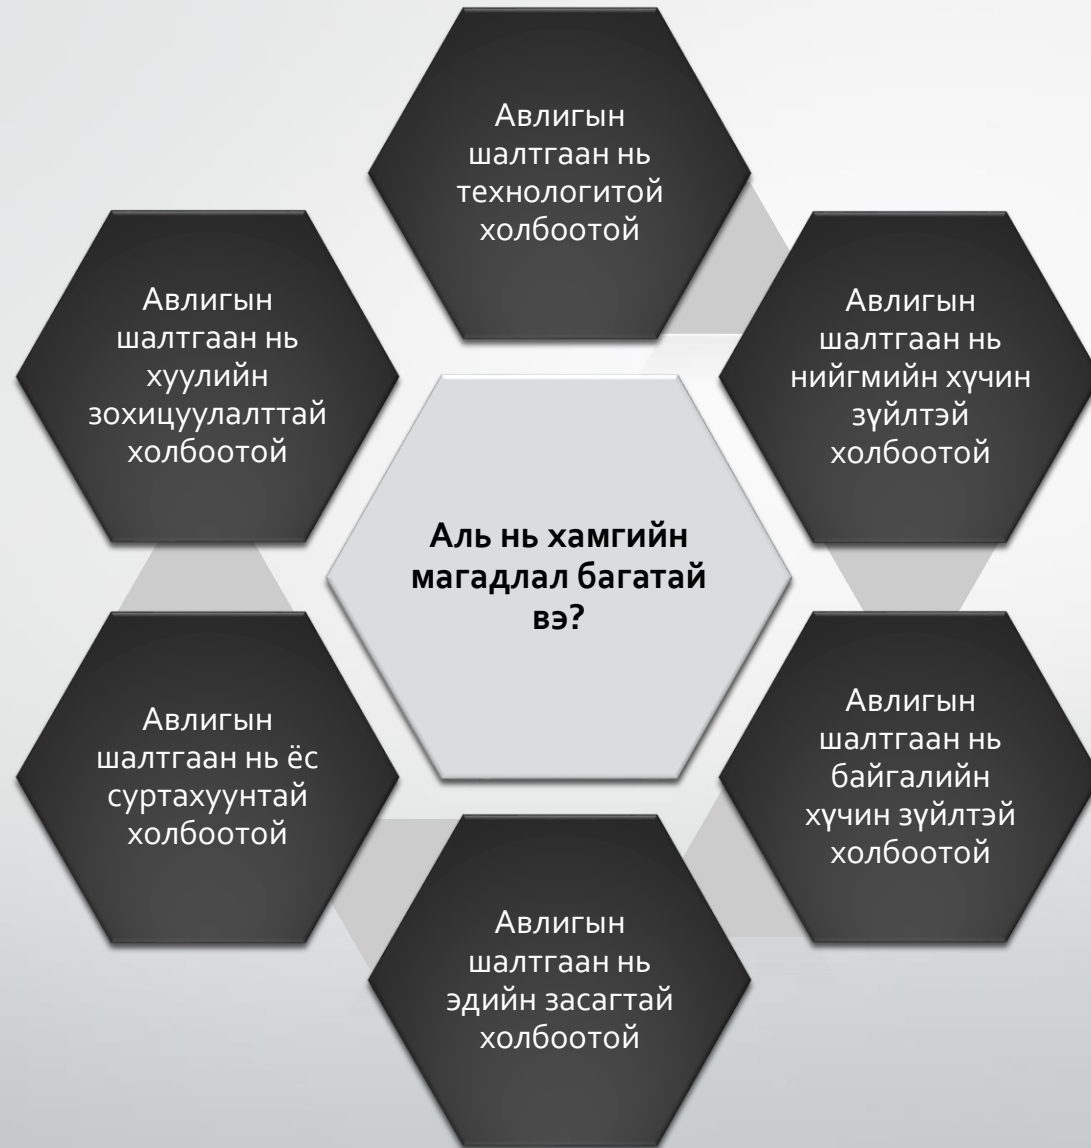 Авлигын
шалтгаан нь
технологитой
холбоотой
Авлигын
шалтгаан нь
нийгмийн хүчин
зүйлтэй
холбоотой
Авлигын
шалтгаан нь
байгалийн
хүчин зүйлтэй
холбоотой
Авлигын
шалтгаан нь
эдийн засагтай
холбоотой
Авлигын
шалтгаан нь ёс
суртахуунтай
холбоотой
Авлигын
шалтгаан нь
хуулийн
зохицуулалттай
холбоотой
Аль нь хамгийн
магадлал багатай
вэ?